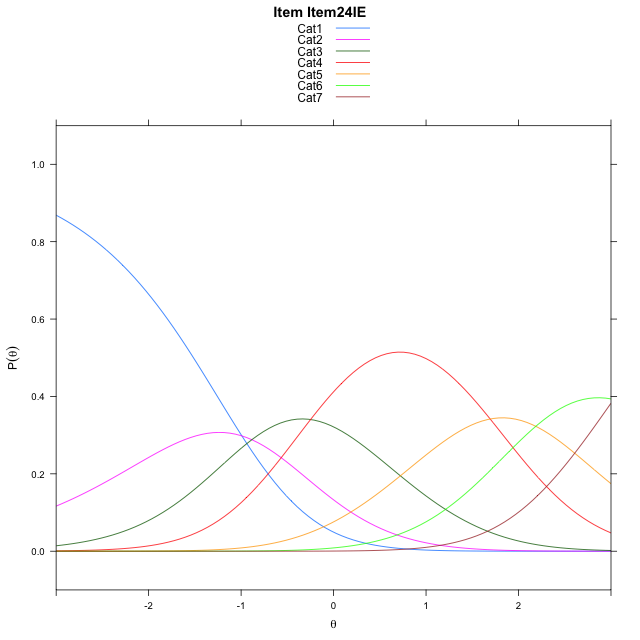 Item Item24IE
Cat1
Cat2
Cat3
Cat4
Cat5
Cat6
Cat7
1.0
0.8
0.6
0.4
0.2
0.0
P(θ)
-2 -1 0 1 2
θ